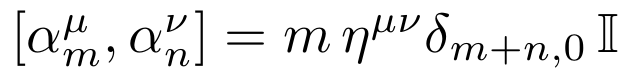 [α^μ_m, α^ν_n] = m η^{μν} δ_{m+n,0} 𝕀